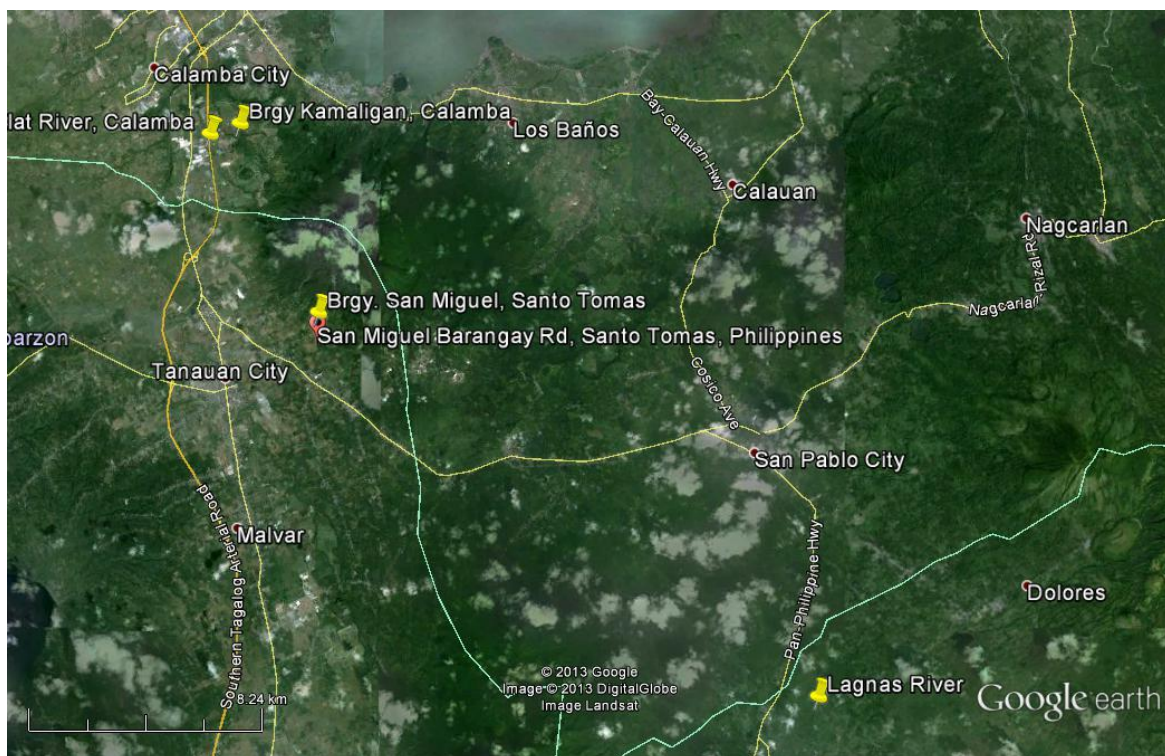 Calamba City
Brgy Kamaligan, Calamba
lat River, Calamba
Los Baños
Bay-Calauan Hwy
Calauan
Nagcarlan
Nagcarlan-Rizal Rd
Brgy. San Miguel, Santo Tomas
San Miguel Barangay Rd, Santo Tomas, Philippines
barzon
Tanauan City
Cosico Ave
San Pablo City
Malvar
Southern Tagalog Arterial Road
Pan-Philippine Hwy
Dolores
Lagnas River
8.24 km
© 2013 Google
Image © 2013 DigitalGlobe
Image Landsat
Google earth